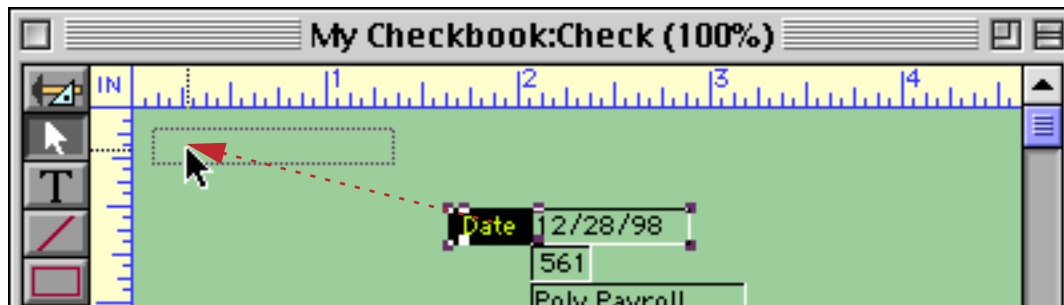 My Checkbook:Check (100%)
IN 1 2 3 4
T
Date 12/28/98
561
Poly Payroll